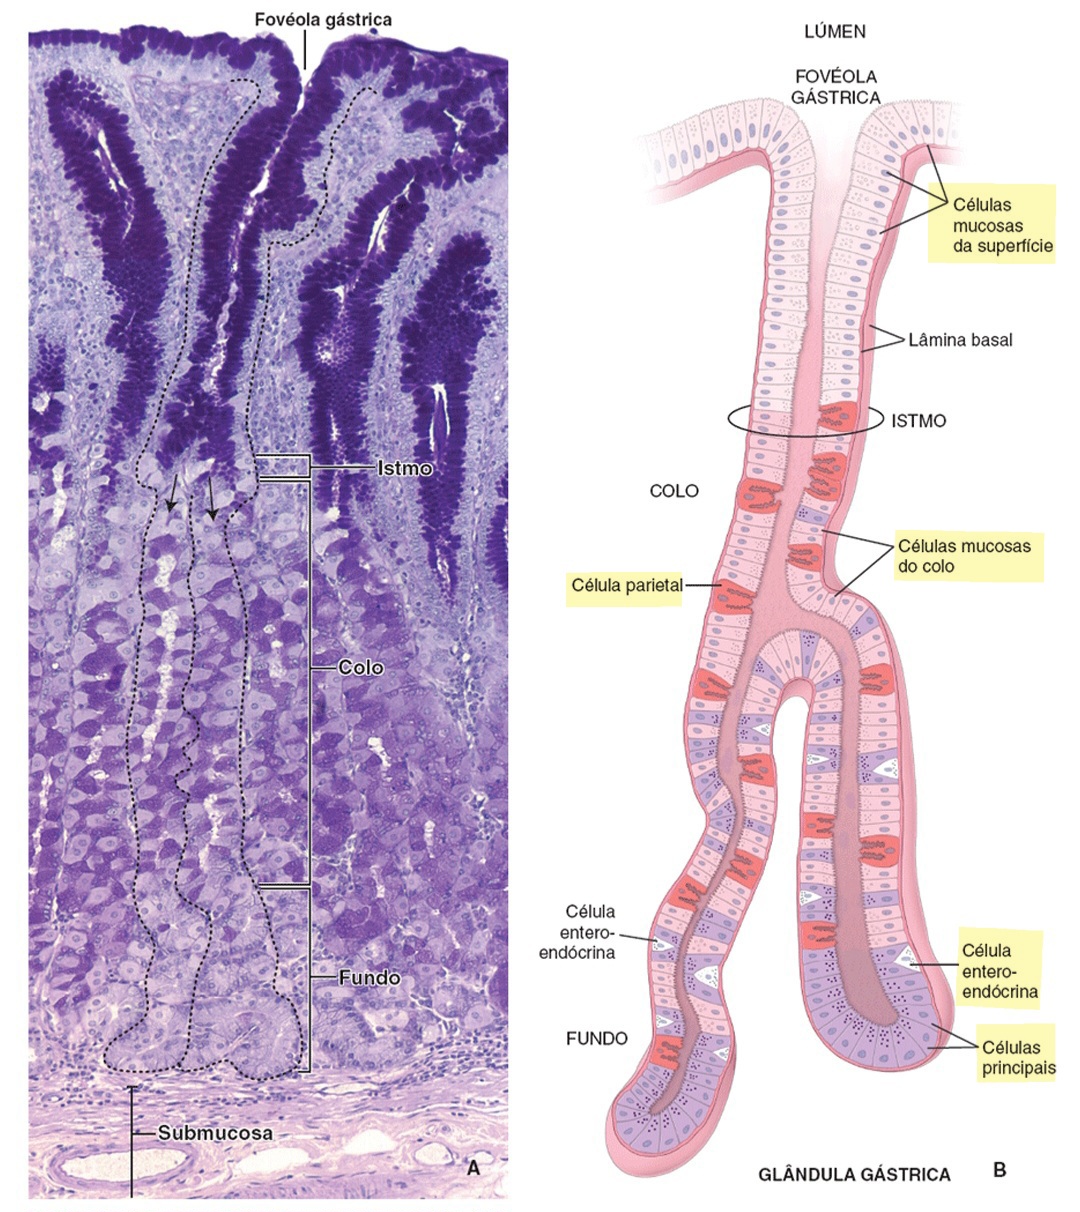 Fovéola gástrica
Istmo
Colo
Fundo
Submucosa
A
LÚMEN
FOVÉOLA
GÁSTRICA
Células
mucosas
da superfície
Lâmina basal
ISTMO
COLO
Células mucosas
do colo
Célula parietal
Célula
entero-
endócrina
Célula
entero-
endócrina
FUNDO
Células
principais
GLÂNDULA GÁSTRICA
B